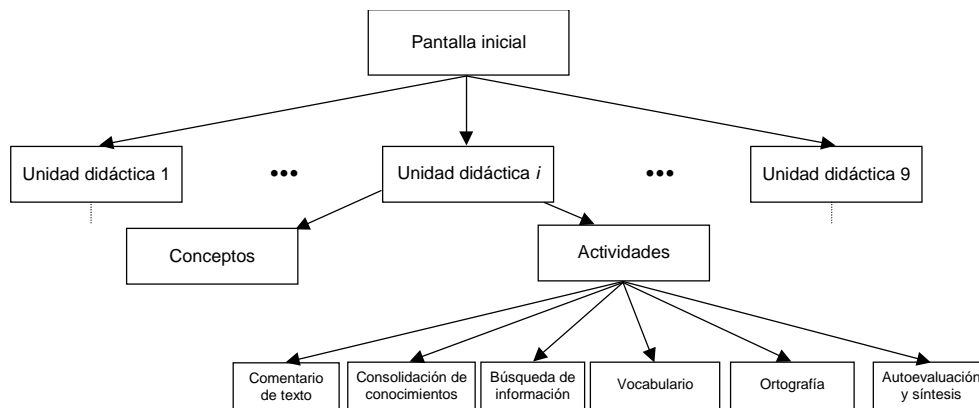 Pantalla inicial
Unidad didáctica 1
•••
Unidad didáctica i
•••
Unidad didáctica 9
Conceptos
Actividades
Comentario
de texto
Consolidación de
conocimientos
Búsqueda de
información
Vocabulario
Ortografía
Autoevaluación
y síntesis